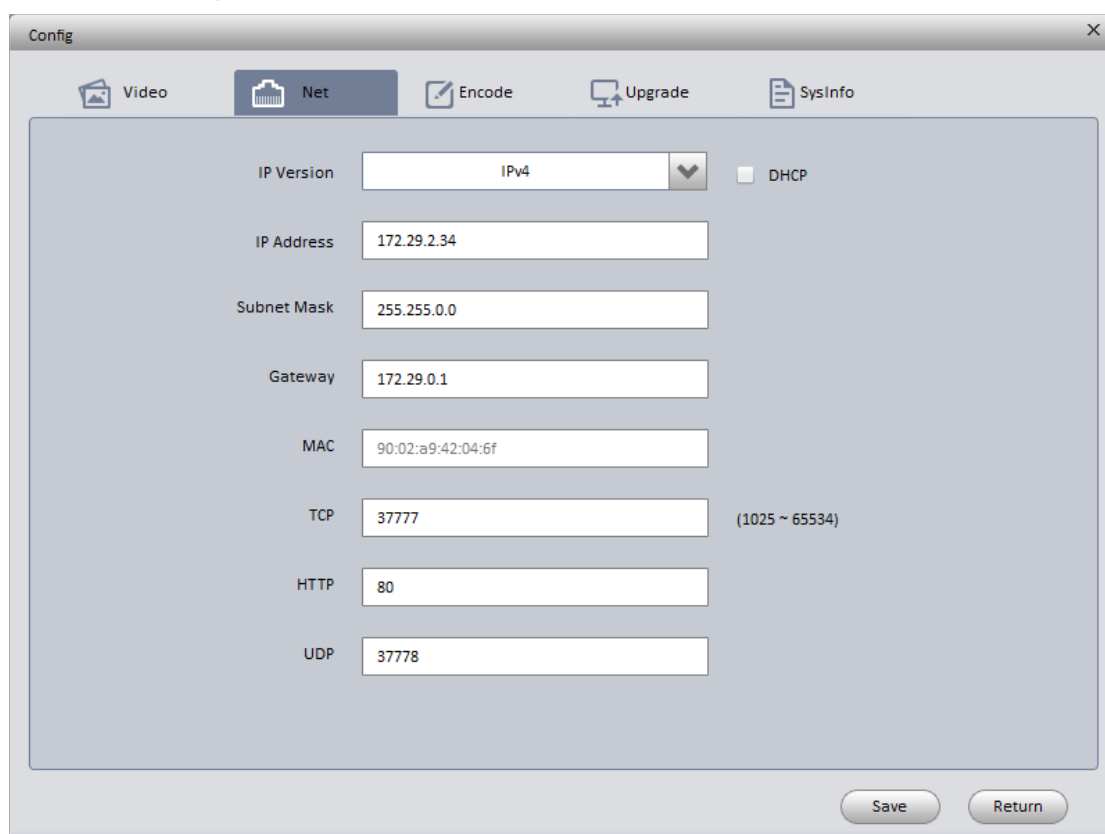 Config
Video Net Encode Upgrade SysInfo
IP Version IPv4 DHCP
IP Address 172.29.2.34
Subnet Mask 255.255.0.0
Gateway 172.29.0.1
MAC 90:02:a9:42:04:6f
TCP 37777 (1025 ~ 65534)
HTTP 80
UDP 37778
Save Return